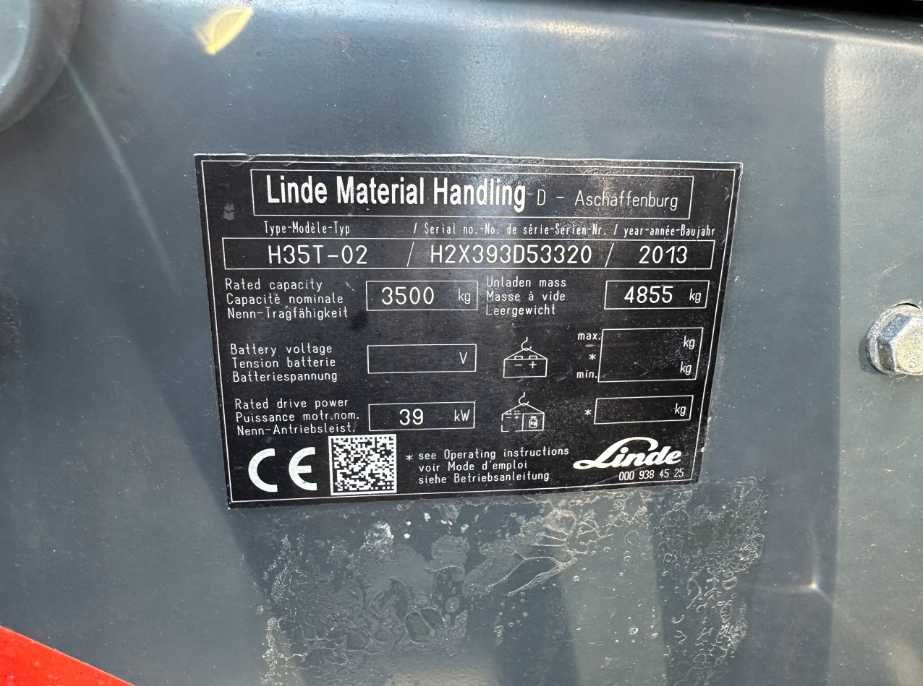 Linde Material Handling D - Aschaffenburg
Type-Modèle-Typ / Serial no.-No. de série-Serien-Nr. / year-année-Baujahr
H35T-02 / H2X393D53320 / 2013
Rated capacity
Capacité nominale
Nenn-Tragfähigkeit
3500 kg
Unladen mass
Masse à vide
Leergewicht
4855 kg
Battery voltage
Tension batterie
Batteriespannung
V
- +
max. kg
*
min. kg
Rated drive power
Puissance motr.nom.
Nenn-Antriebsleist.
39 kW
* kg
CE
* see Operating instructions
voir Mode d'emploi
siehe Betriebsanleitung
Linde
000 938 45 25